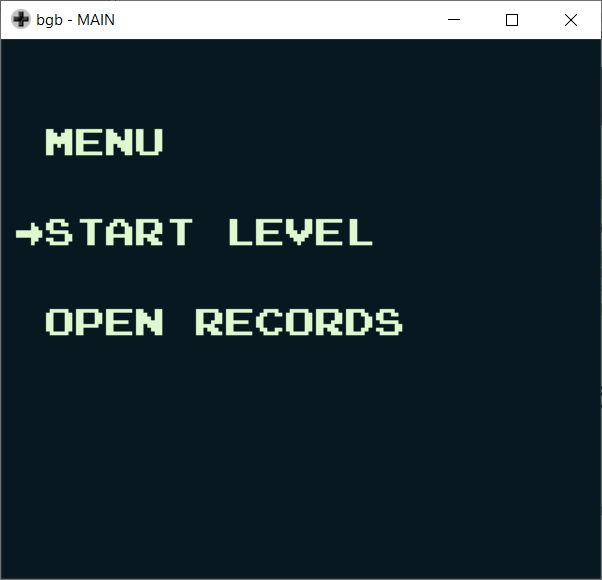 bgb - MAIN
MENU
→START LEVEL
OPEN RECORDS